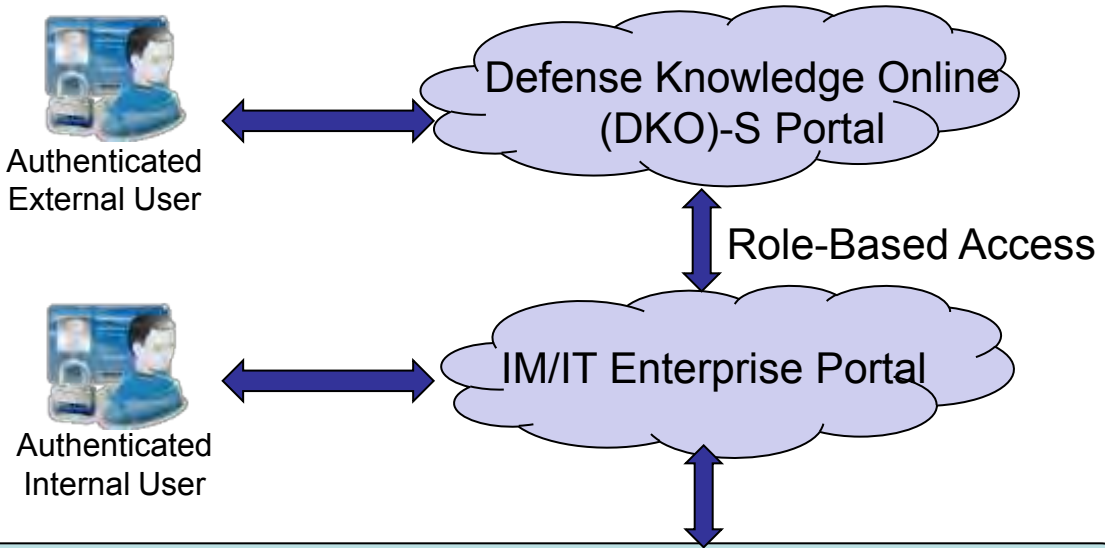 Defense Knowledge Online
(DKO)-S Portal
Authenticated
External User
Role-Based Access
IM/IT Enterprise Portal
Authenticated
Internal User